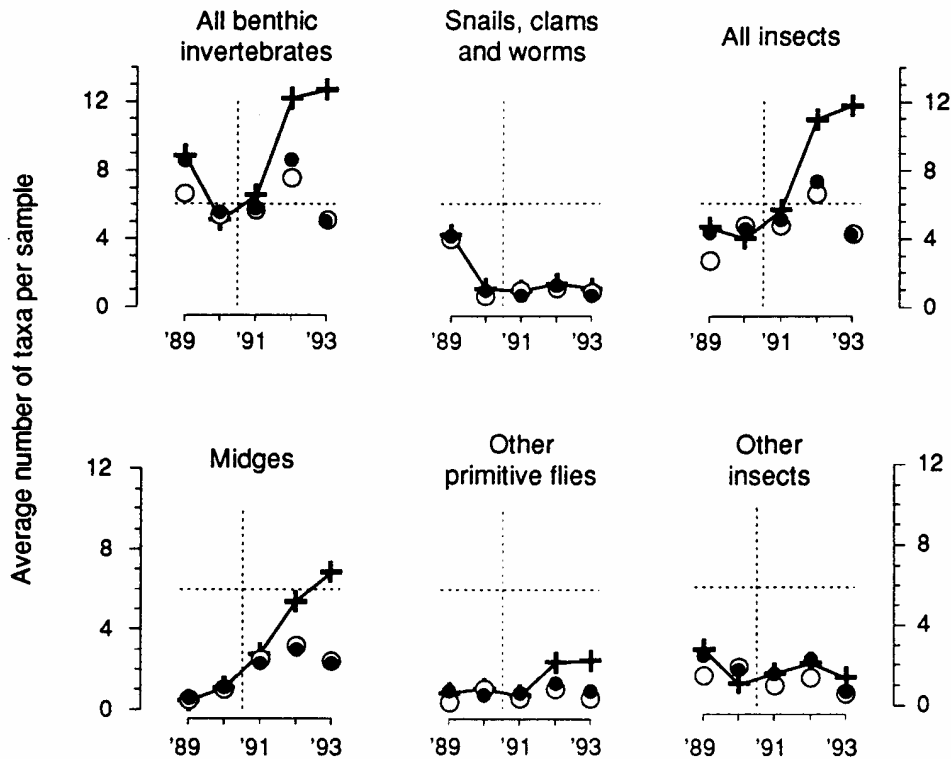 Average number of taxa per sample
All benthic
invertebrates
12
8
4
0
'89 '91 '93
Snails, clams
and worms
'89 '91 '93
All insects
12
8
4
0
'89 '91 '93
Midges
12
8
4
0
'89 '91 '93
Other
primitive flies
'89 '91 '93
Other
insects
12
8
4
0
'89 '91 '93